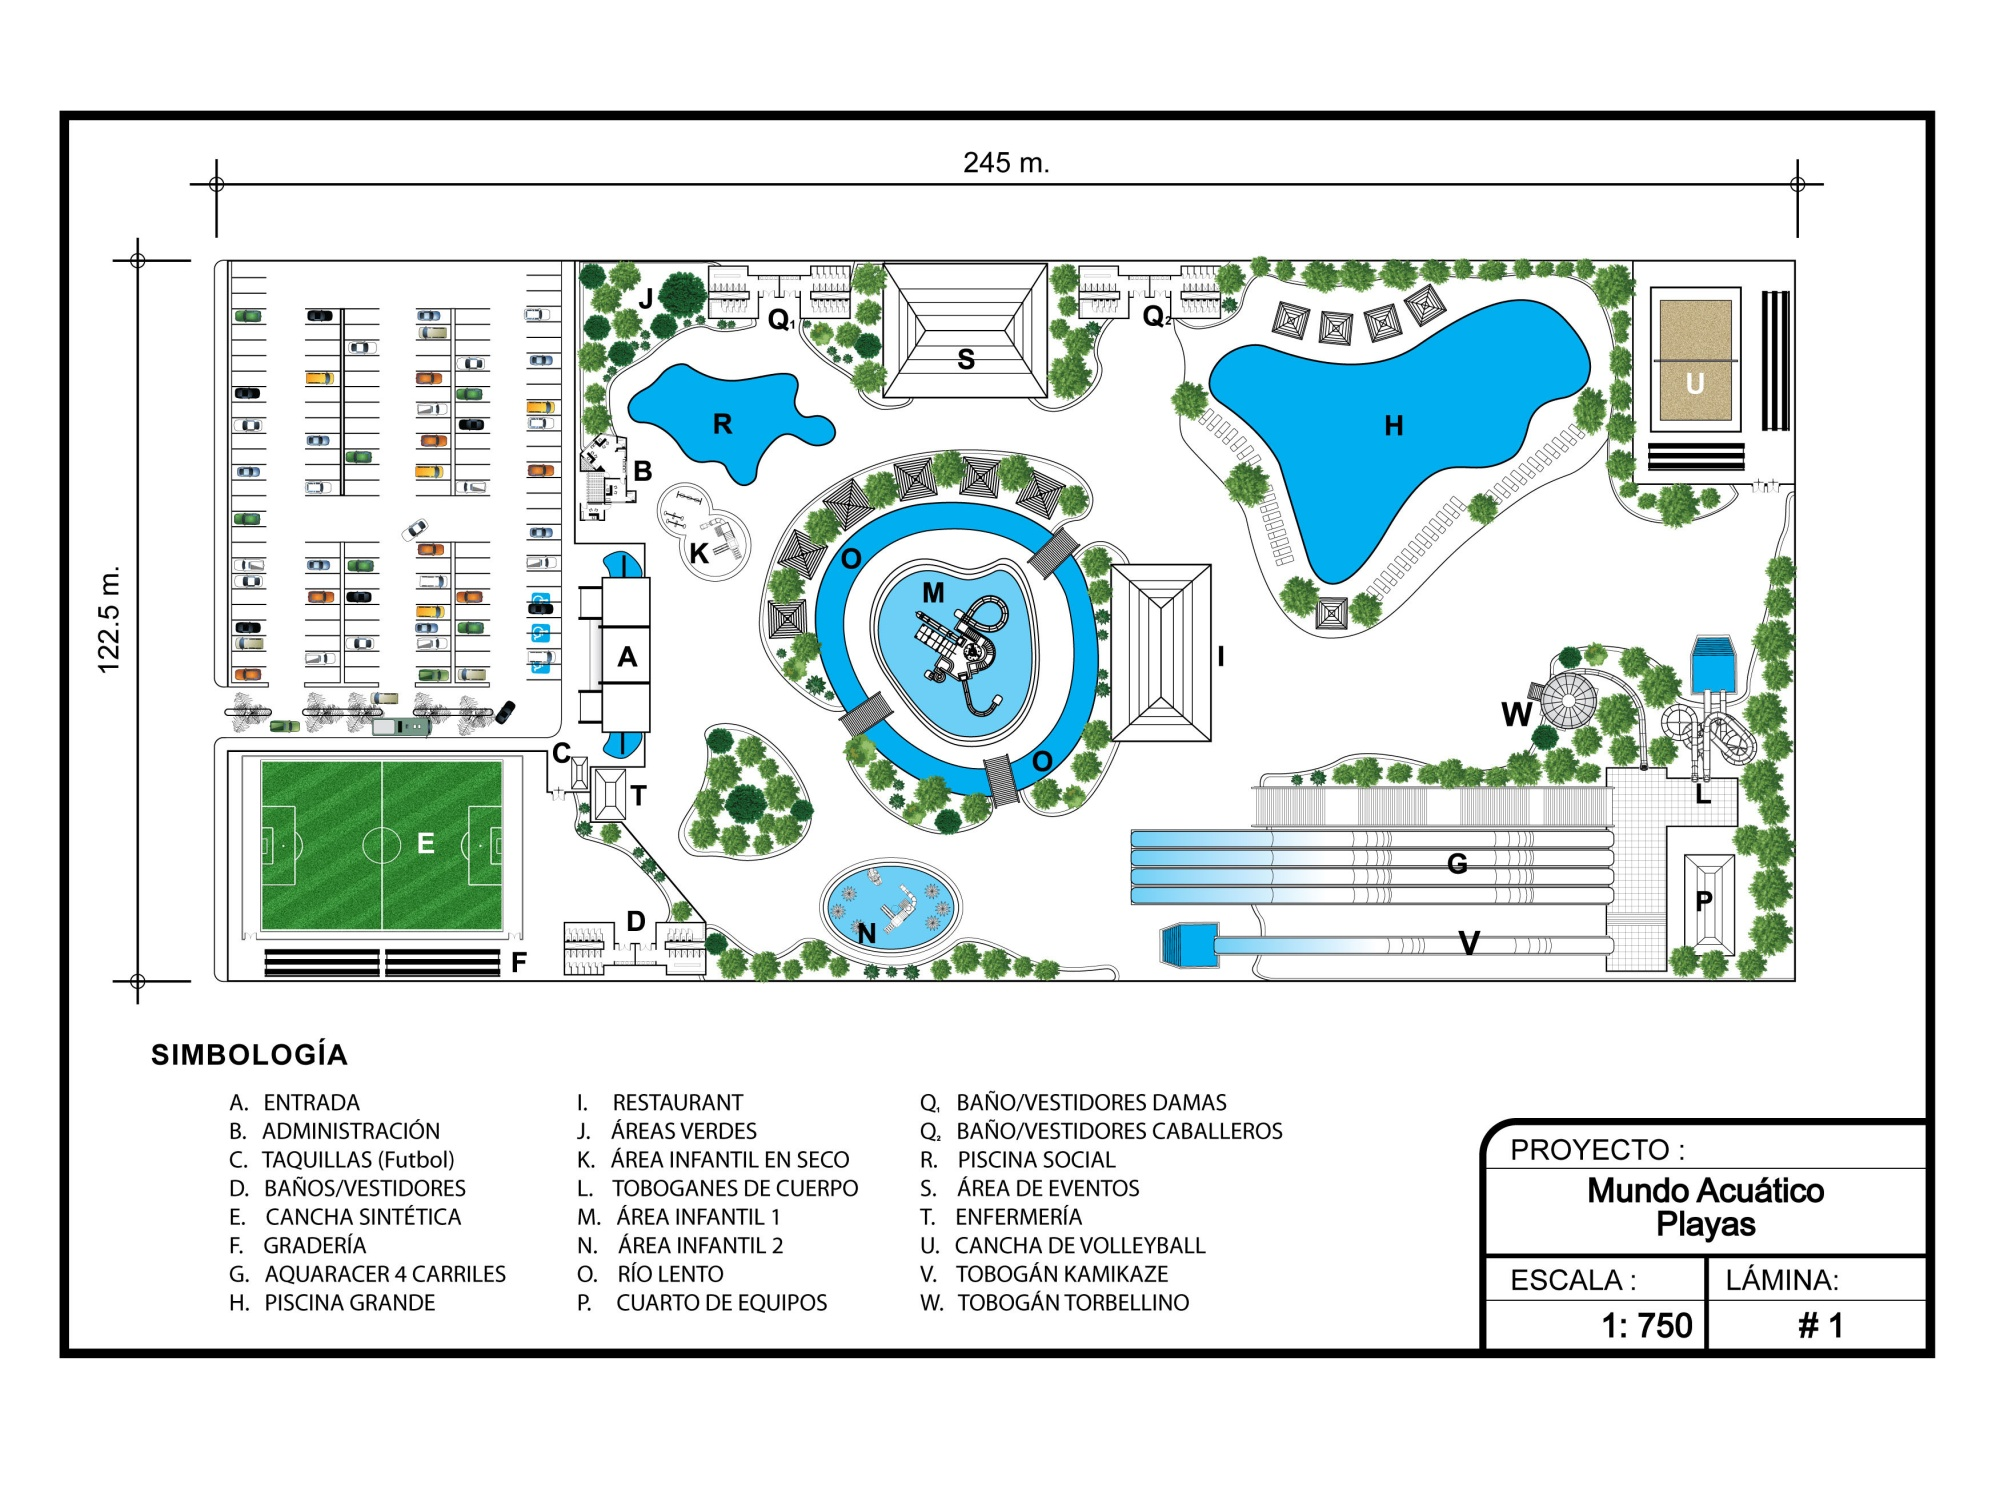 245 m.
122.5 m.
J
Q₁
S
Q₂
U
R
H
B
K
O
M
A
I
W
C
T
L
O
E
G
P
D
N
V
F
SIMBOLOGÍA
A. ENTRADA
B. ADMINISTRACIÓN
C. TAQUILLAS (Futbol)
D. BAÑOS/VESTIDORES
E. CANCHA SINTÉTICA
F. GRADERÍA
G. AQUARACER 4 CARRILES
H. PISCINA GRANDE
I. RESTAURANT
J. ÁREAS VERDES
K. ÁREA INFANTIL EN SECO
L. TOBOGANES DE CUERPO
M. ÁREA INFANTIL 1
N. ÁREA INFANTIL 2
O. RÍO LENTO
P. CUARTO DE EQUIPOS
Q₁ BAÑO/VESTIDORES DAMAS
Q₂ BAÑO/VESTIDORES CABALLEROS
R. PISCINA SOCIAL
S. ÁREA DE EVENTOS
T. ENFERMERÍA
U. CANCHA DE VOLLEYBALL
V. TOBOGÁN KAMIKAZE
W. TOBOGÁN TORBELLINO
PROYECTO :
Mundo Acuático
Playas
ESCALA :
1: 750
LÁMINA:
# 1